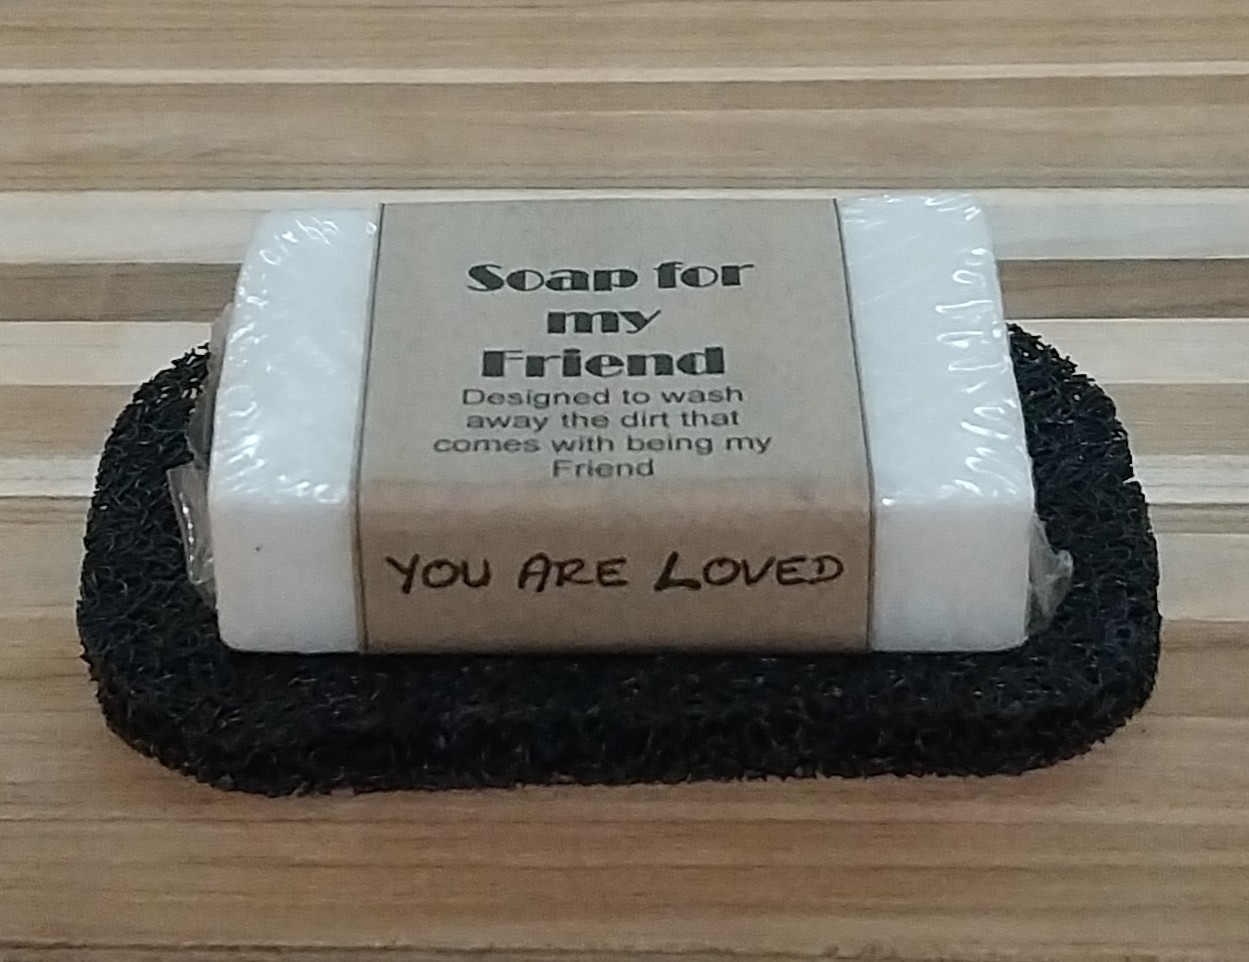 Soap for
my
Friend
Designed to wash
away the dirt that
comes with being my
Friend
YOU ARE LOVED